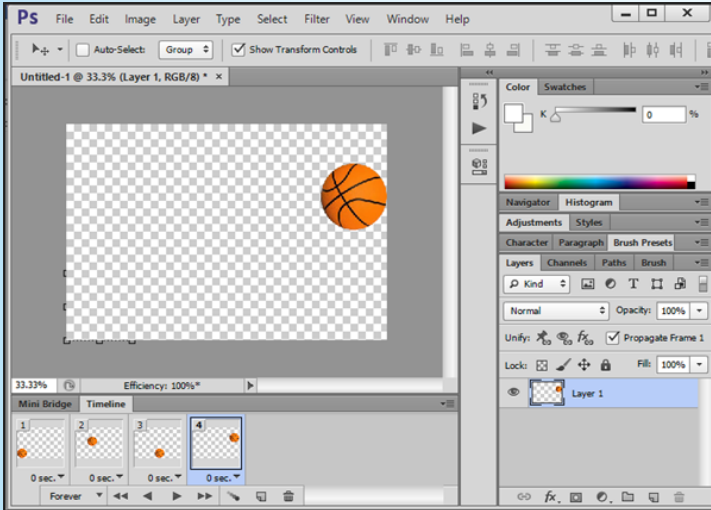 Ps File Edit Image Layer Type Select Filter View Window Help
Auto-Select: Group Show Transform Controls
Untitled-1 @ 33.3% (Layer 1, RGB/8) * ×
Color Swatches
K 0 %
Navigator Histogram
Adjustments Styles
Character Paragraph Brush Presets
Layers Channels Paths Brush
Kind T
Normal Opacity: 100%
Unify: Propagate Frame 1
Lock: Fill: 100%
Layer 1
33.33% Efficiency: 100%*
Mini Bridge Timeline
1 2 3 4
0 sec. 0 sec. 0 sec. 0 sec.
Forever
fx.